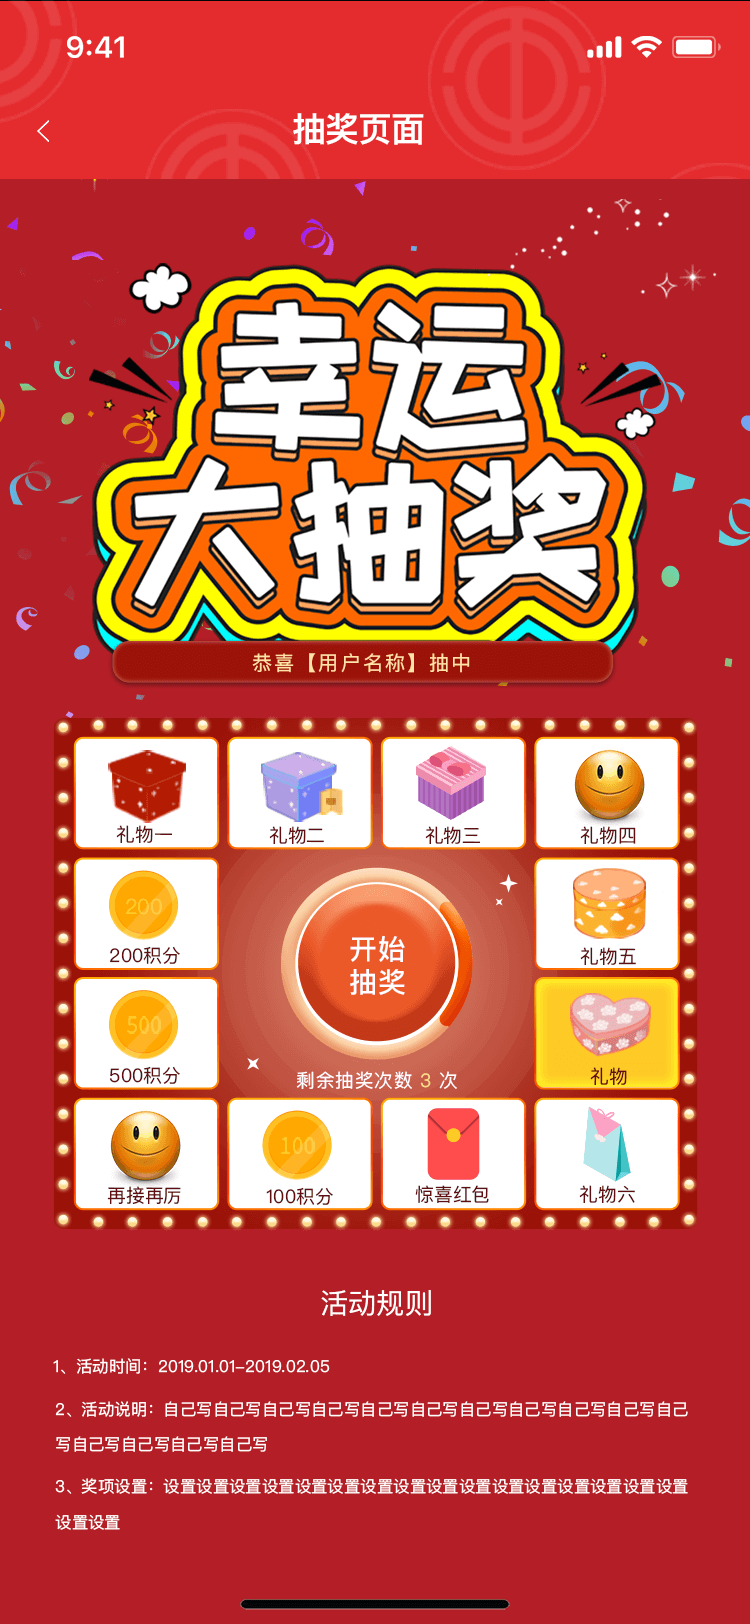 9:41
抽奖页面
幸运
大抽奖
恭喜【用户名称】抽中
礼物一
礼物二
礼物三
礼物四
200
200积分
开始
抽奖
礼物五
500
500积分
剩余抽奖次数 3 次
礼物
再接再厉
100
100积分
惊喜红包
礼物六
活动规则
1、活动时间：2019.01.01-2019.02.05
2、活动说明：自己写自己写自己写自己写自己写自己写自己写自己写自己写自己写自己
写自己写自己写自己写自己写
3、奖项设置：设置设置设置设置设置设置设置设置设置设置设置设置设置设置设置设置
设置设置